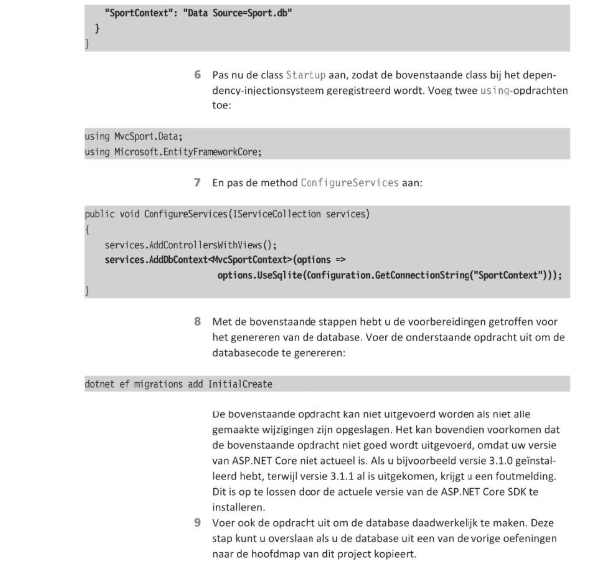 "SportContext": "Data Source=Sport.db"
}
}
6 Pas nu de class Startup aan, zodat de bovenstaande class bij het depen-
dency-injectionsysteem geregistreerd wordt. Voeg twee using-opdrachten
toe:
using MvcSport.Data;
using Microsoft.EntityFrameworkCore;
7 En pas de method ConfigureServices aan:
public void ConfigureServices(IServiceCollection services)
{
services.AddControllersWithViews();
services.AddDbContext<MvcSportContext>(options =>
options.UseSqlite(Configuration.GetConnectionString("SportContext")));
}
8 Met de bovenstaande stappen hebt u de voorbereidingen getroffen voor
het genereren van de database. Voer de onderstaande opdracht uit om de
databasecode te genereren:
dotnet ef migrations add InitialCreate
De bovenstaande opdracht kan niet uitgevoerd worden als niet alle
gemaakte wijzigingen zijn opgeslagen. Het kan bovendien voorkomen dat
de bovenstaande opdracht niet goed wordt uitgevoerd, omdat uw versie
van ASP.NET Core niet actueel is. Als u bijvoorbeeld versie 3.1.0 geïnstal-
leerd hebt, terwijl versie 3.1.1 al is uitgekomen, krijgt u een foutmelding.
Dit is op te lossen door de actuele versie van de ASP.NET Core SDK te
installeren.
9 Voer ook de opdracht uit om de database daadwerkelijk te maken. Deze
stap kunt u overslaan als u de database uit een van de vorige oefeningen
naar de hoofdmap van dit project kopieert.